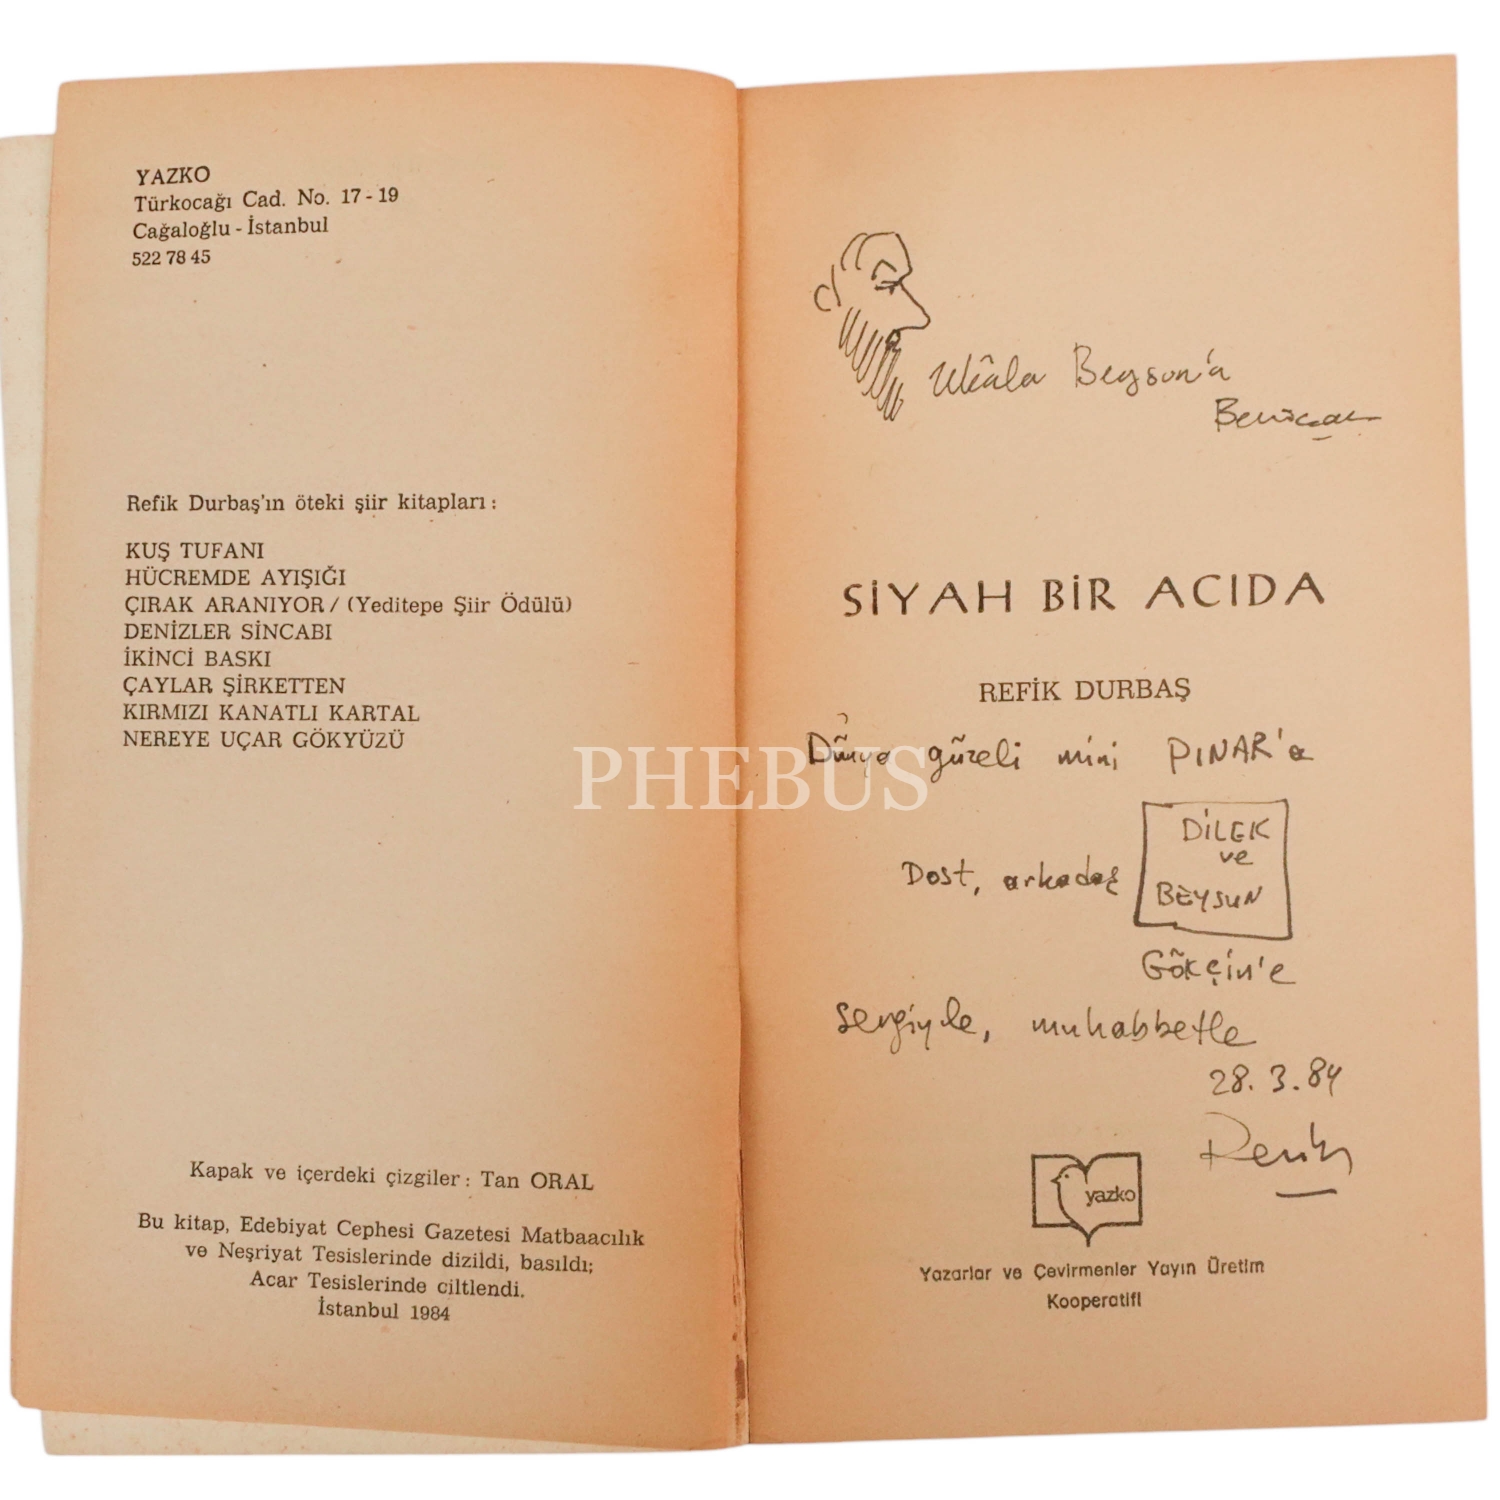 YAZKO
Türkocağı Cad. No. 17-19
Cağaloğlu - İstanbul
522 78 45
Refik Durbaş'ın öteki şiir kitapları :
KUŞ TUFANI
HÜCREMDE AYIŞIĞI
ÇIRAK ARANIYOR / (Yeditepe Şiir Ödülü)
DENİZLER SİNCABI
İKİNCİ BASKI
ÇAYLAR ŞİRKETTEN
KIRMIZI KANATLI KARTAL
NEREYE UÇAR GÖKYÜZÜ
Kapak ve içerdeki çizgiler : Tan ORAL
Bu kitap, Edebiyat Cephesi Gazetesi Matbaacılık
ve Neşriyat Tesislerinde dizildi, basıldı;
Acar Tesislerinde ciltlendi.
İstanbul 1984
Beysun'a
SİYAH BİR ACIDA
REFİK DURBAŞ
Dünya güzeli mini PINAR'a
PHEBUS
DİLEK
ve
Dost, arkadaş BEYSUN
GÖKÇİN'e
sevgiyle, muhabbetle
28.3.84
yazko
Yazarlar ve Çevirmenler Yayın Üretim
Kooperatifi